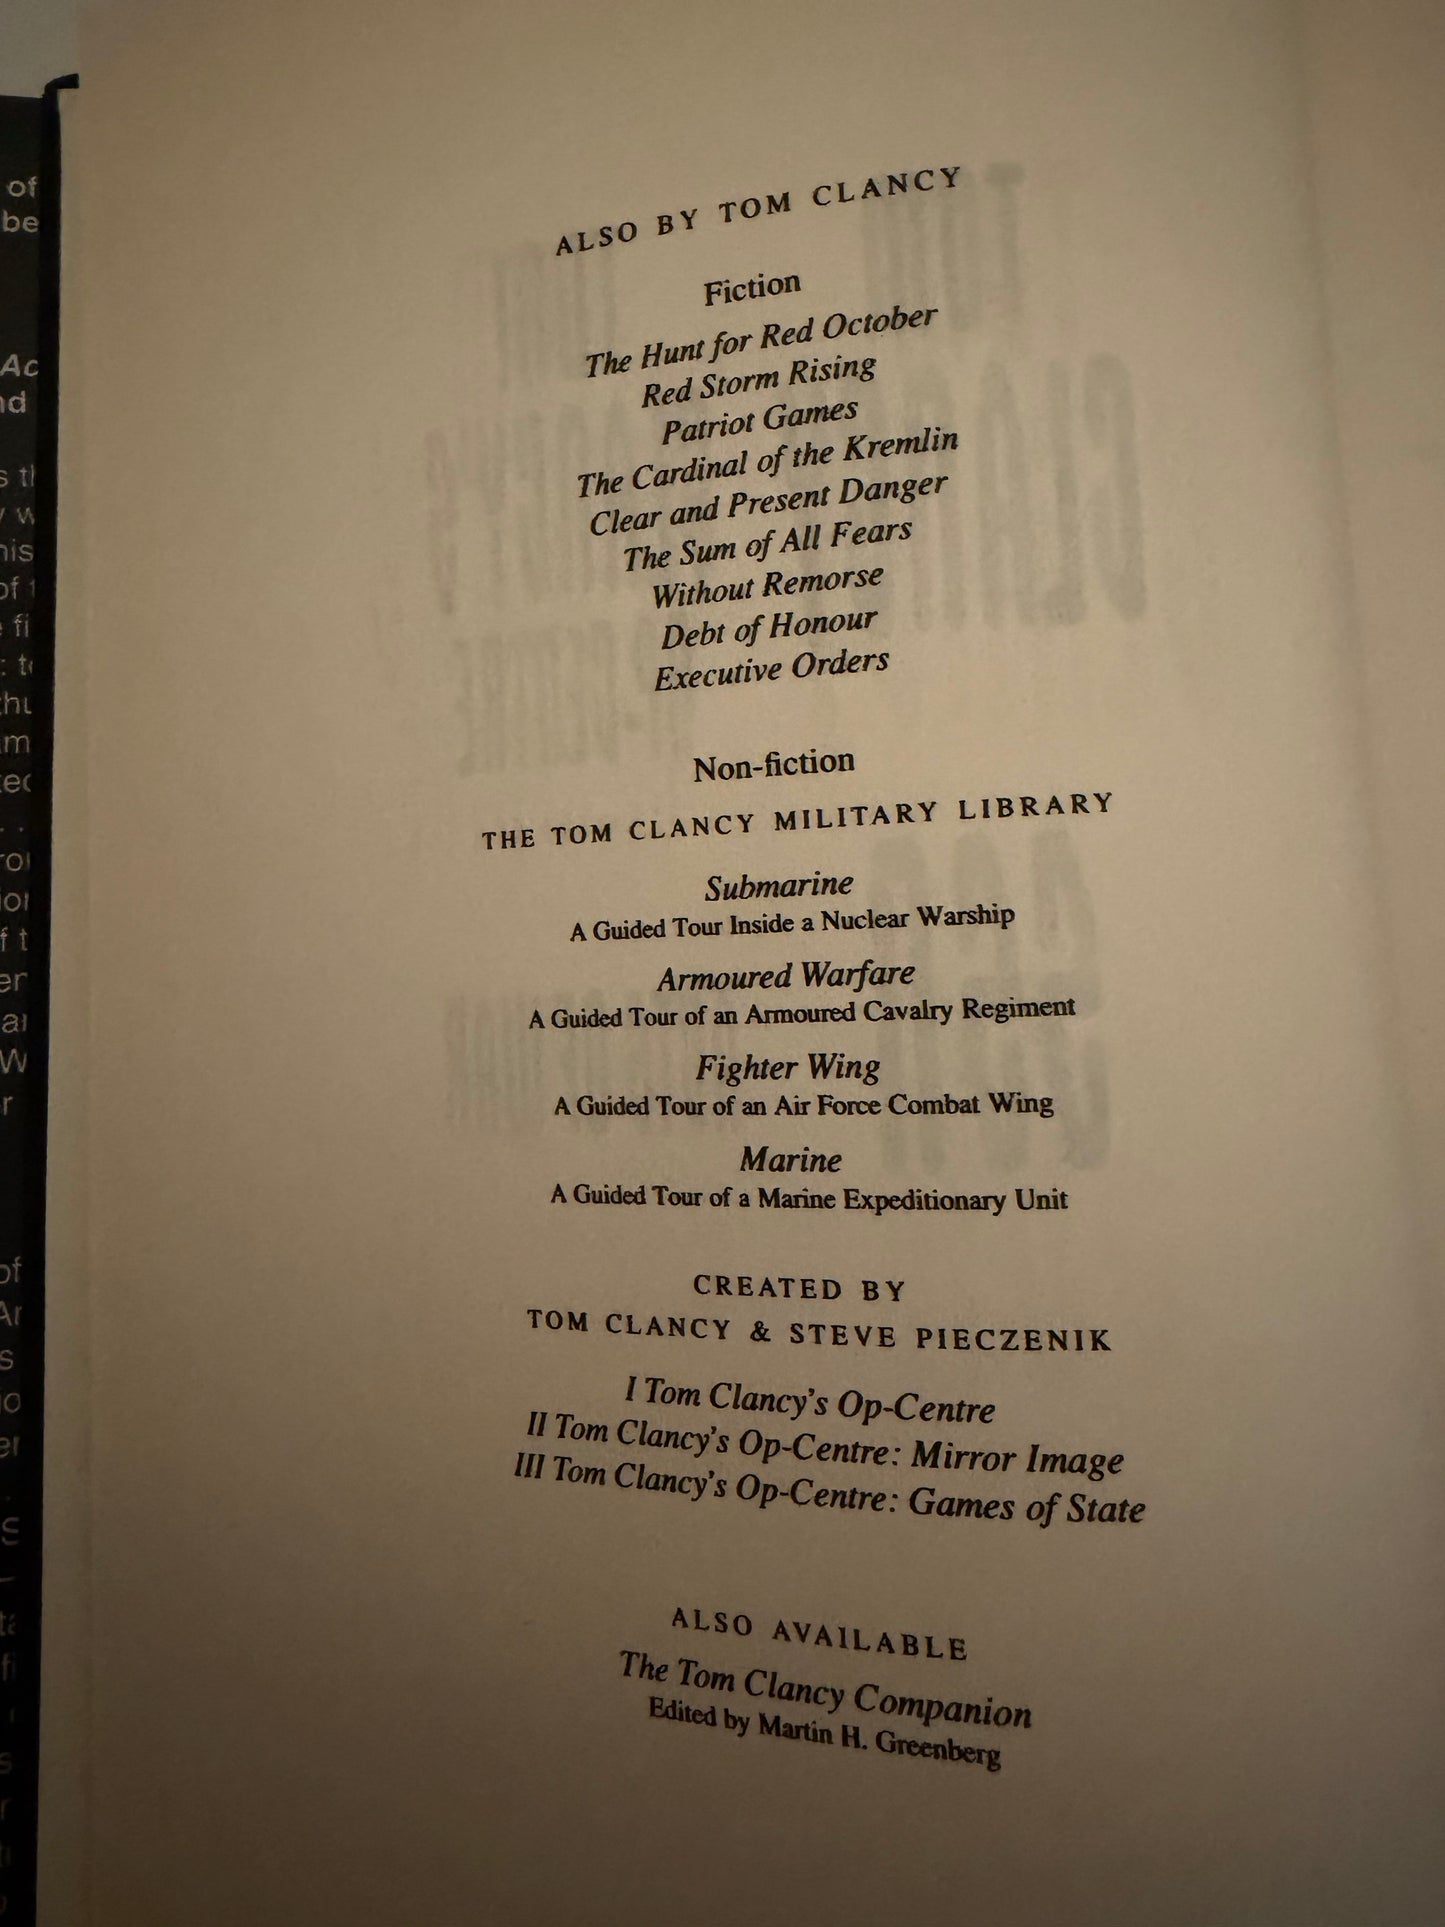 ALSO BY TOM CLANCY
Fiction
The Hunt for Red October
Red Storm Rising
Patriot Games
The Cardinal of the Kremlin
Clear and Present Danger
The Sum of All Fears
Without Remorse
Debt of Honour
Executive Orders
Non-fiction
THE TOM CLANCY MILITARY LIBRARY
Submarine
A Guided Tour Inside a Nuclear Warship
Armoured Warfare
A Guided Tour of an Armoured Cavalry Regiment
Fighter Wing
A Guided Tour of an Air Force Combat Wing
Marine
A Guided Tour of a Marine Expeditionary Unit
CREATED BY
TOM CLANCY & STEVE PIECZENIK
I Tom Clancy's Op-Centre
II Tom Clancy's Op-Centre: Mirror Image
III Tom Clancy's Op-Centre: Games of State
ALSO AVAILABLE
The Tom Clancy Companion
Edited by Martin H. Greenberg